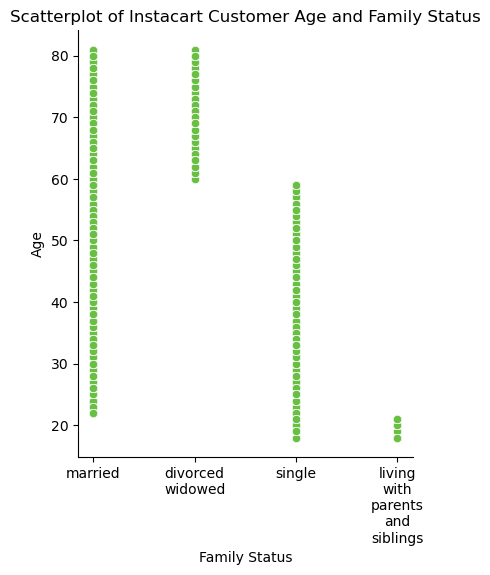 Scatterplot of Instacart Customer Age and Family Status
Age
80
70
60
50
40
30
20
married
divorced
widowed
single
living
with
parents
and
siblings
Family Status